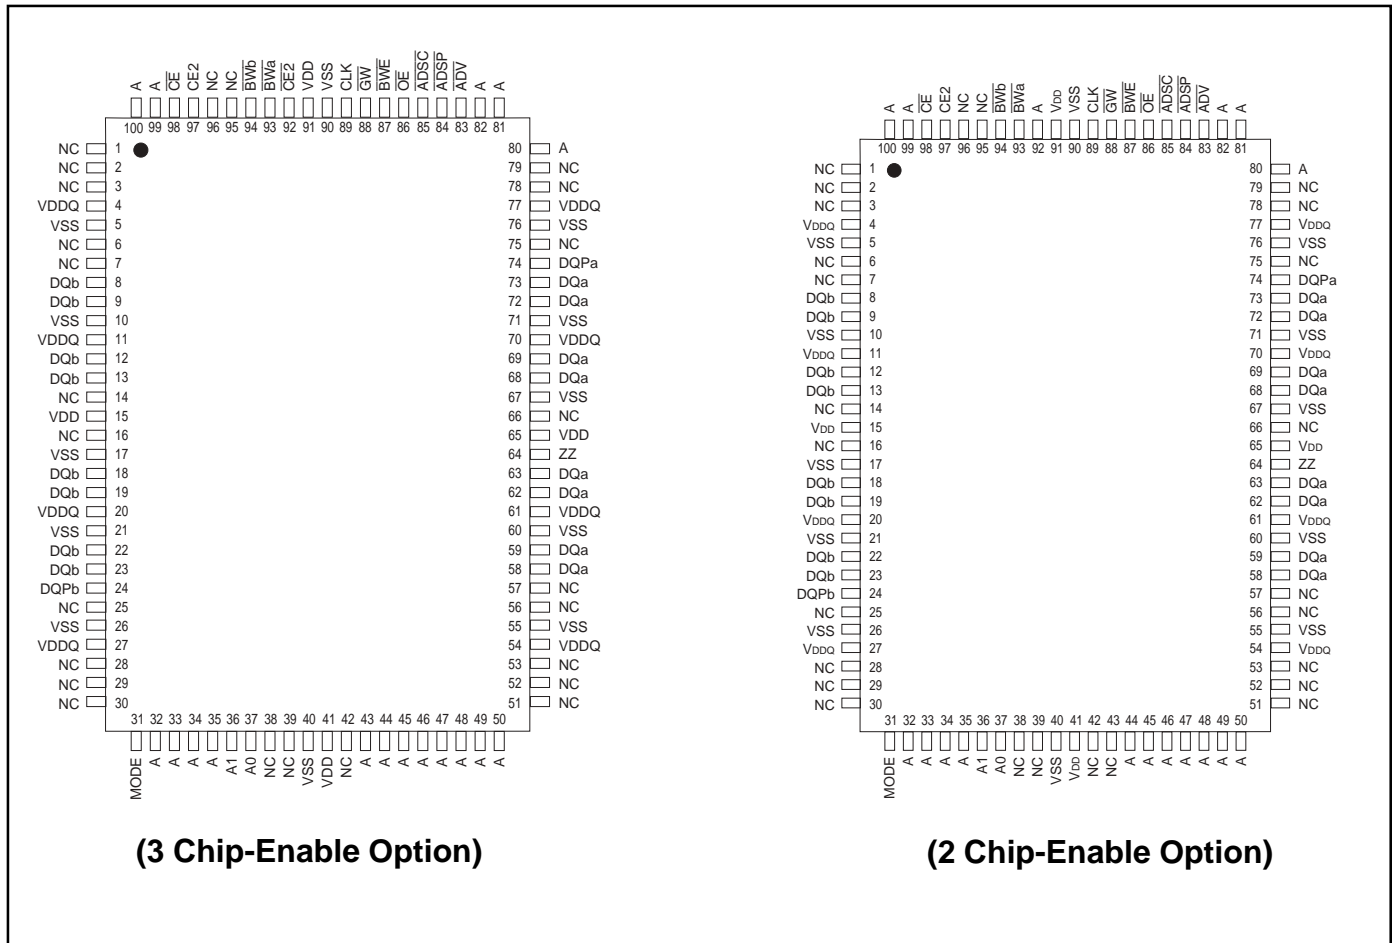 A A CE CE2 NC NC BWb BWa CE2 VDD VSS CLK GW BWE OE ADSC ADSP ADV A A
100 99 98 97 96 95 94 93 92 91 90 89 88 87 86 85 84 83 82 81
NC 1 80 A
NC 2 79 NC
NC 3 78 NC
VDDQ 4 77 VDDQ
VSS 5 76 VSS
NC 6 75 NC
NC 7 74 DQPa
DQb 8 73 DQa
DQb 9 72 DQa
VSS 10 71 VSS
VDDQ 11 70 VDDQ
DQb 12 69 DQa
DQb 13 68 DQa
NC 14 67 VSS
VDD 15 66 NC
NC 16 65 VDD
VSS 17 64 ZZ
DQb 18 63 DQa
DQb 19 62 DQa
VDDQ 20 61 VDDQ
VSS 21 60 VSS
DQb 22 59 DQa
DQb 23 58 DQa
DQPb 24 57 NC
NC 25 56 NC
VSS 26 55 VSS
VDDQ 27 54 VDDQ
NC 28 53 NC
NC 29 52 NC
NC 30 51 NC
31 32 33 34 35 36 37 38 39 40 41 42 43 44 45 46 47 48 49 50
MODE A A A A A1 A0 NC NC VSS VDD NC A A A A A A A A
(3 Chip-Enable Option)
A A CE CE2 NC NC BWb BWa A VDD VSS CLK GW BWE OE ADSC ADSP ADV A A
100 99 98 97 96 95 94 93 92 91 90 89 88 87 86 85 84 83 82 81
NC 1 80 A
NC 2 79 NC
NC 3 78 NC
VDDQ 4 77 VDDQ
VSS 5 76 VSS
NC 6 75 NC
NC 7 74 DQPa
DQb 8 73 DQa
DQb 9 72 DQa
VSS 10 71 VSS
VDDQ 11 70 VDDQ
DQb 12 69 DQa
DQb 13 68 DQa
NC 14 67 VSS
VDD 15 66 NC
NC 16 65 VDD
VSS 17 64 ZZ
DQb 18 63 DQa
DQb 19 62 DQa
VDDQ 20 61 VDDQ
VSS 21 60 VSS
DQb 22 59 DQa
DQb 23 58 DQa
DQPb 24 57 NC
NC 25 56 NC
VSS 26 55 VSS
VDDQ 27 54 VDDQ
NC 28 53 NC
NC 29 52 NC
NC 30 51 NC
31 32 33 34 35 36 37 38 39 40 41 42 43 44 45 46 47 48 49 50
MODE A A A A A1 A0 NC NC VSS VDD NC NC A A A A A A A
(2 Chip-Enable Option)